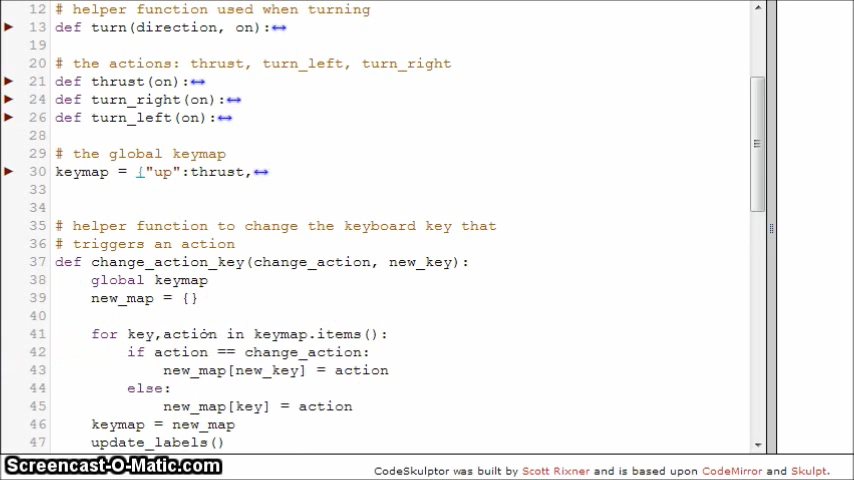 12 # helper function used when turning
13 def turn(direction, on):↔
19
20 # the actions: thrust, turn_left, turn_right
21 def thrust(on):↔
24 def turn_right(on):↔
26 def turn_left(on):↔
28
29 # the global keymap
30 keymap = {"up":thrust,↔
33
34
35 # helper function to change the keyboard key that
36 # triggers an action
37 def change_action_key(change_action, new_key):
38 global keymap
39 new_map = {}
40
41 for key,action in keymap.items():
42 if action == change_action:
43 new_map[new_key] = action
44 else:
45 new_map[key] = action
46 keymap = new_map
47 update_labels()
Screencast-O-Matic.com
CodeSkulptor was built by Scott Rixner and is based upon CodeMirror and Skulpt.